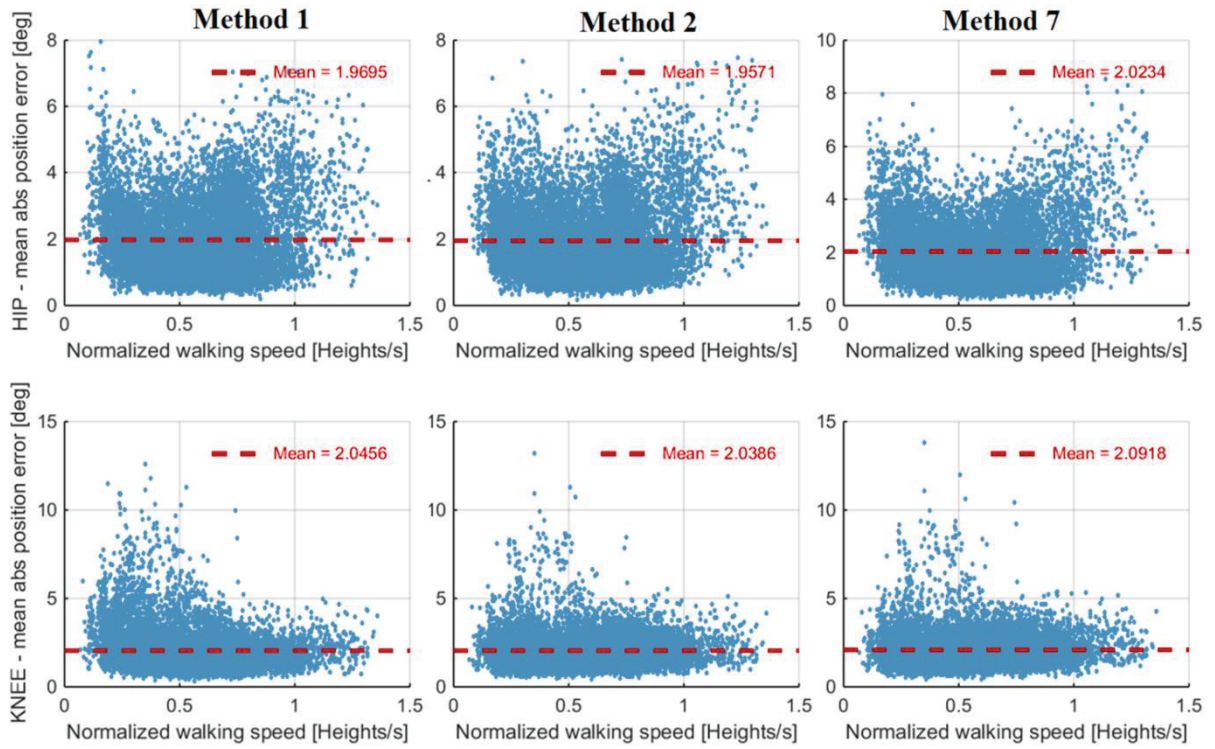 Method 1 Method 2 Method 7
HIP - mean abs position error [deg]
8 8 10
Mean = 1.9695 Mean = 1.9571 Mean = 2.0234
8
6 6
6
4 4
4
2 2
2
0 0 0
0 0.5 1 1.5 0 0.5 1 1.5 0 0.5 1 1.5
Normalized walking speed [Heights/s] Normalized walking speed [Heights/s] Normalized walking speed [Heights/s]
KNEE - mean abs position error [deg]
15 15 15
Mean = 2.0456 Mean = 2.0386 Mean = 2.0918
10 10 10
5 5 5
0 0 0
0 0.5 1 1.5 0 0.5 1 1.5 0 0.5 1 1.5
Normalized walking speed [Heights/s] Normalized walking speed [Heights/s] Normalized walking speed [Heights/s]